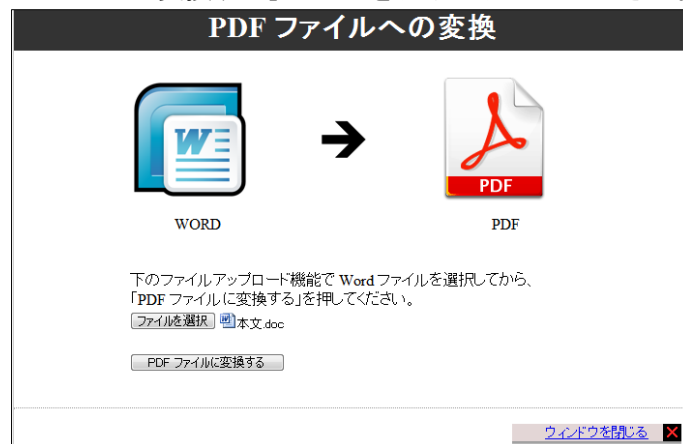 PDF ファイルへの変換
W
PDF
WORD
PDF
下のファイルアップロード機能で Word ファイルを選択してから、
「PDF ファイルに変換する」を押してください。
ファイルを選択 本文.doc
PDF ファイルに変換する
ウィンドウを閉じる